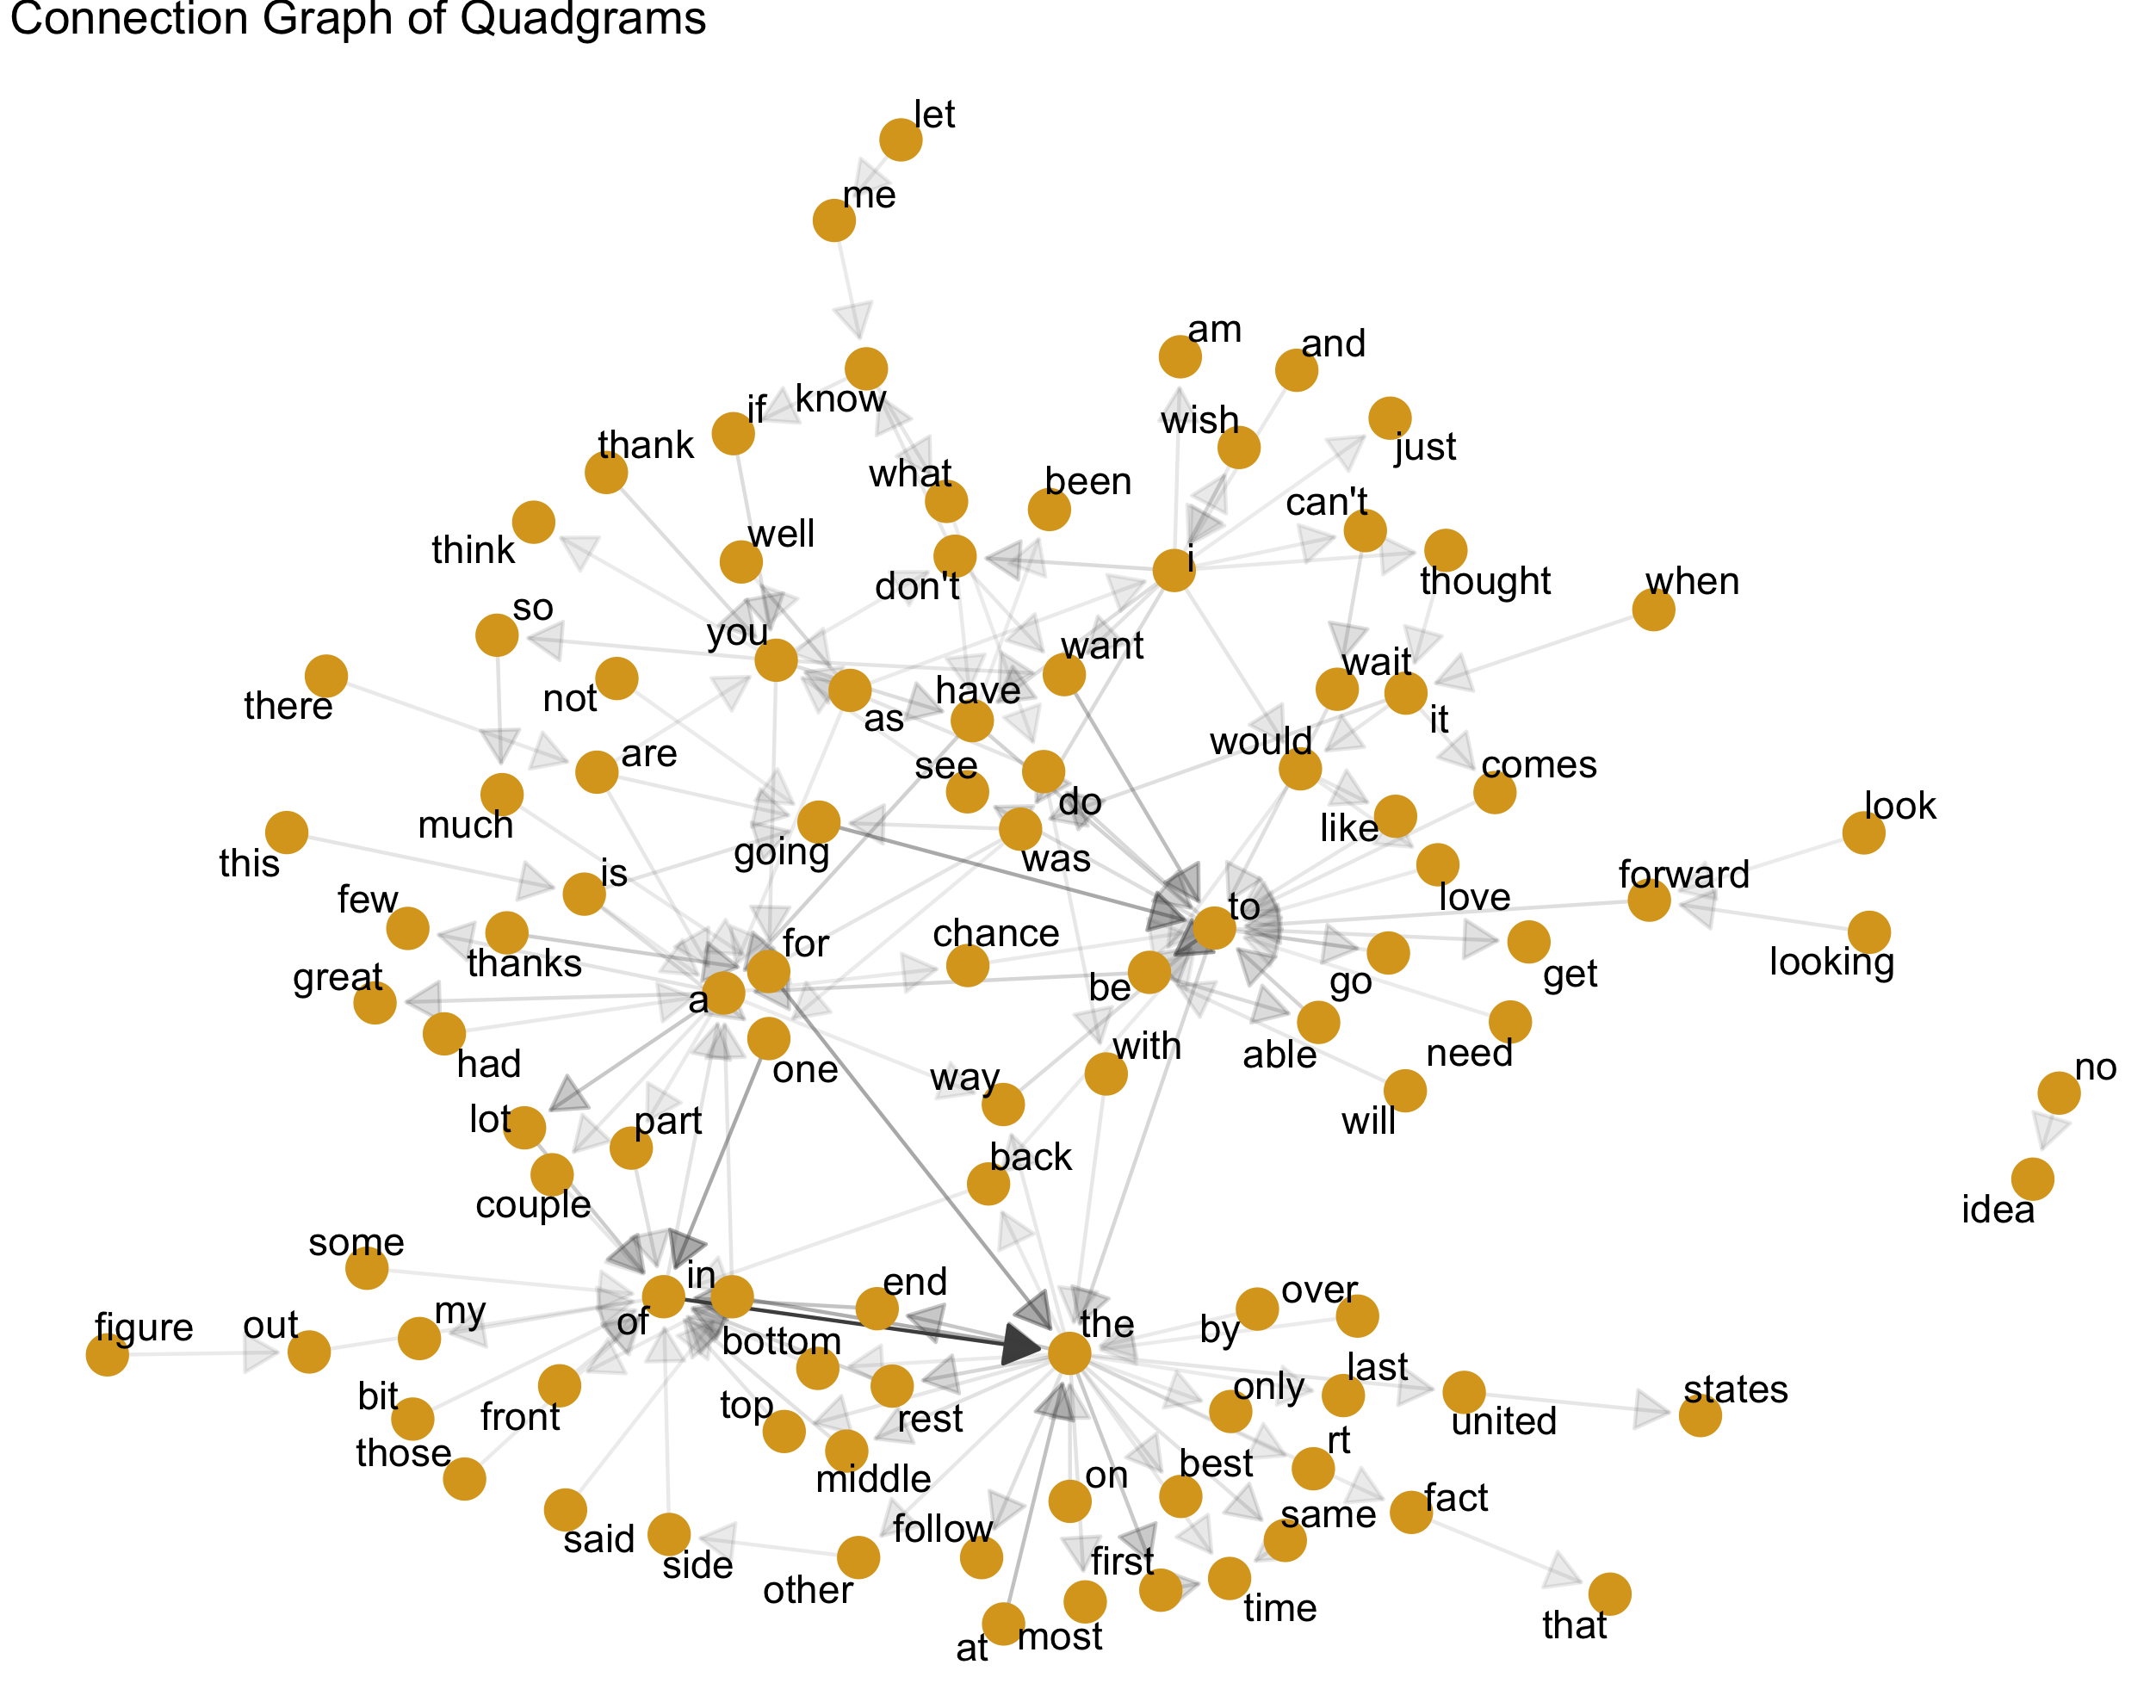 Connection Graph of Quadgrams
let
me
am
and
know
if
wish
just
thank
what
been
can't
think
well
don't
i
thought
when
so
you
want
wait
there
not
as
have
it
are
see
would
comes
much
do
like
look
this
going
was
is
few
forward
love
thanks
for
chance
to
great
a
be
go
get
looking
had
one
way
with
able
need
no
lot
part
will
back
couple
idea
some
in
end
over
figure
out
my
of
bottom
the
by
last
bit
front
top
rest
only
united
states
those
middle
on
best
rt
said
side
other
follow
first
same
fact
at
most
time
that